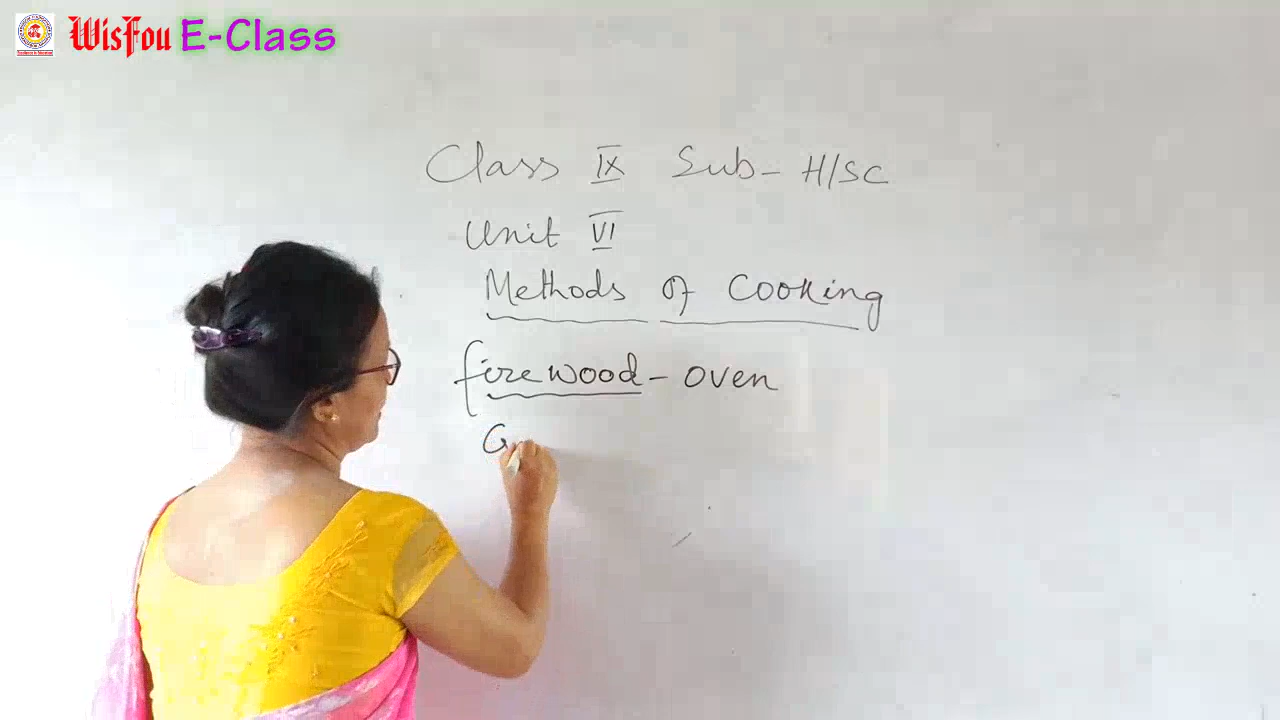 WisFou E-Class
Class IX Sub- H/SC
Unit VI
Methods of Cooking
firewood - oven
G